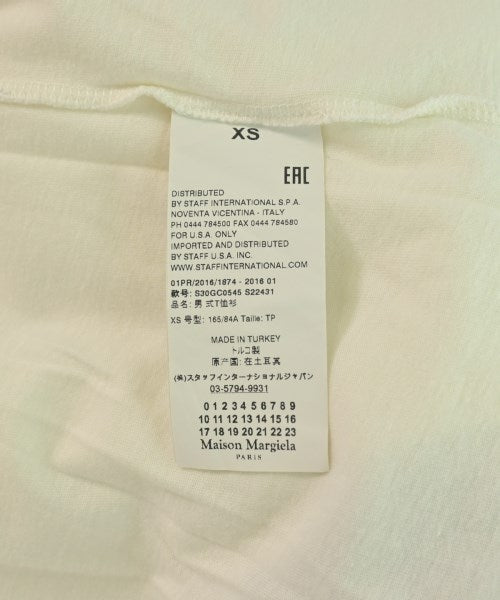 XS
EAC
DISTRIBUTED
BY STAFF INTERNATIONAL S.P.A.
NOVENTA VICENTINA - ITALY
PH 0444 784500 FAX 0444 784580
FOR U.S.A. ONLY
IMPORTED AND DISTRIBUTED
BY STAFF U.S.A. INC.
WWW.STAFFINTERNATIONAL.COM
01PR/2016/1874 - 2016 01
款号: S30GC0545 S22431
品名: 男式T恤衫
XS 号型: 165/84A Taille: TP
MADE IN TURKEY
トルコ製
原产国: 在土耳其
(株)スタッフインターナショナルジャパン
03-5794-9931
0 1 2 3 4 5 6 7 8 9
10 11 12 13 14 15 16
17 18 19 20 21 22 23
Maison Margiela
PARIS